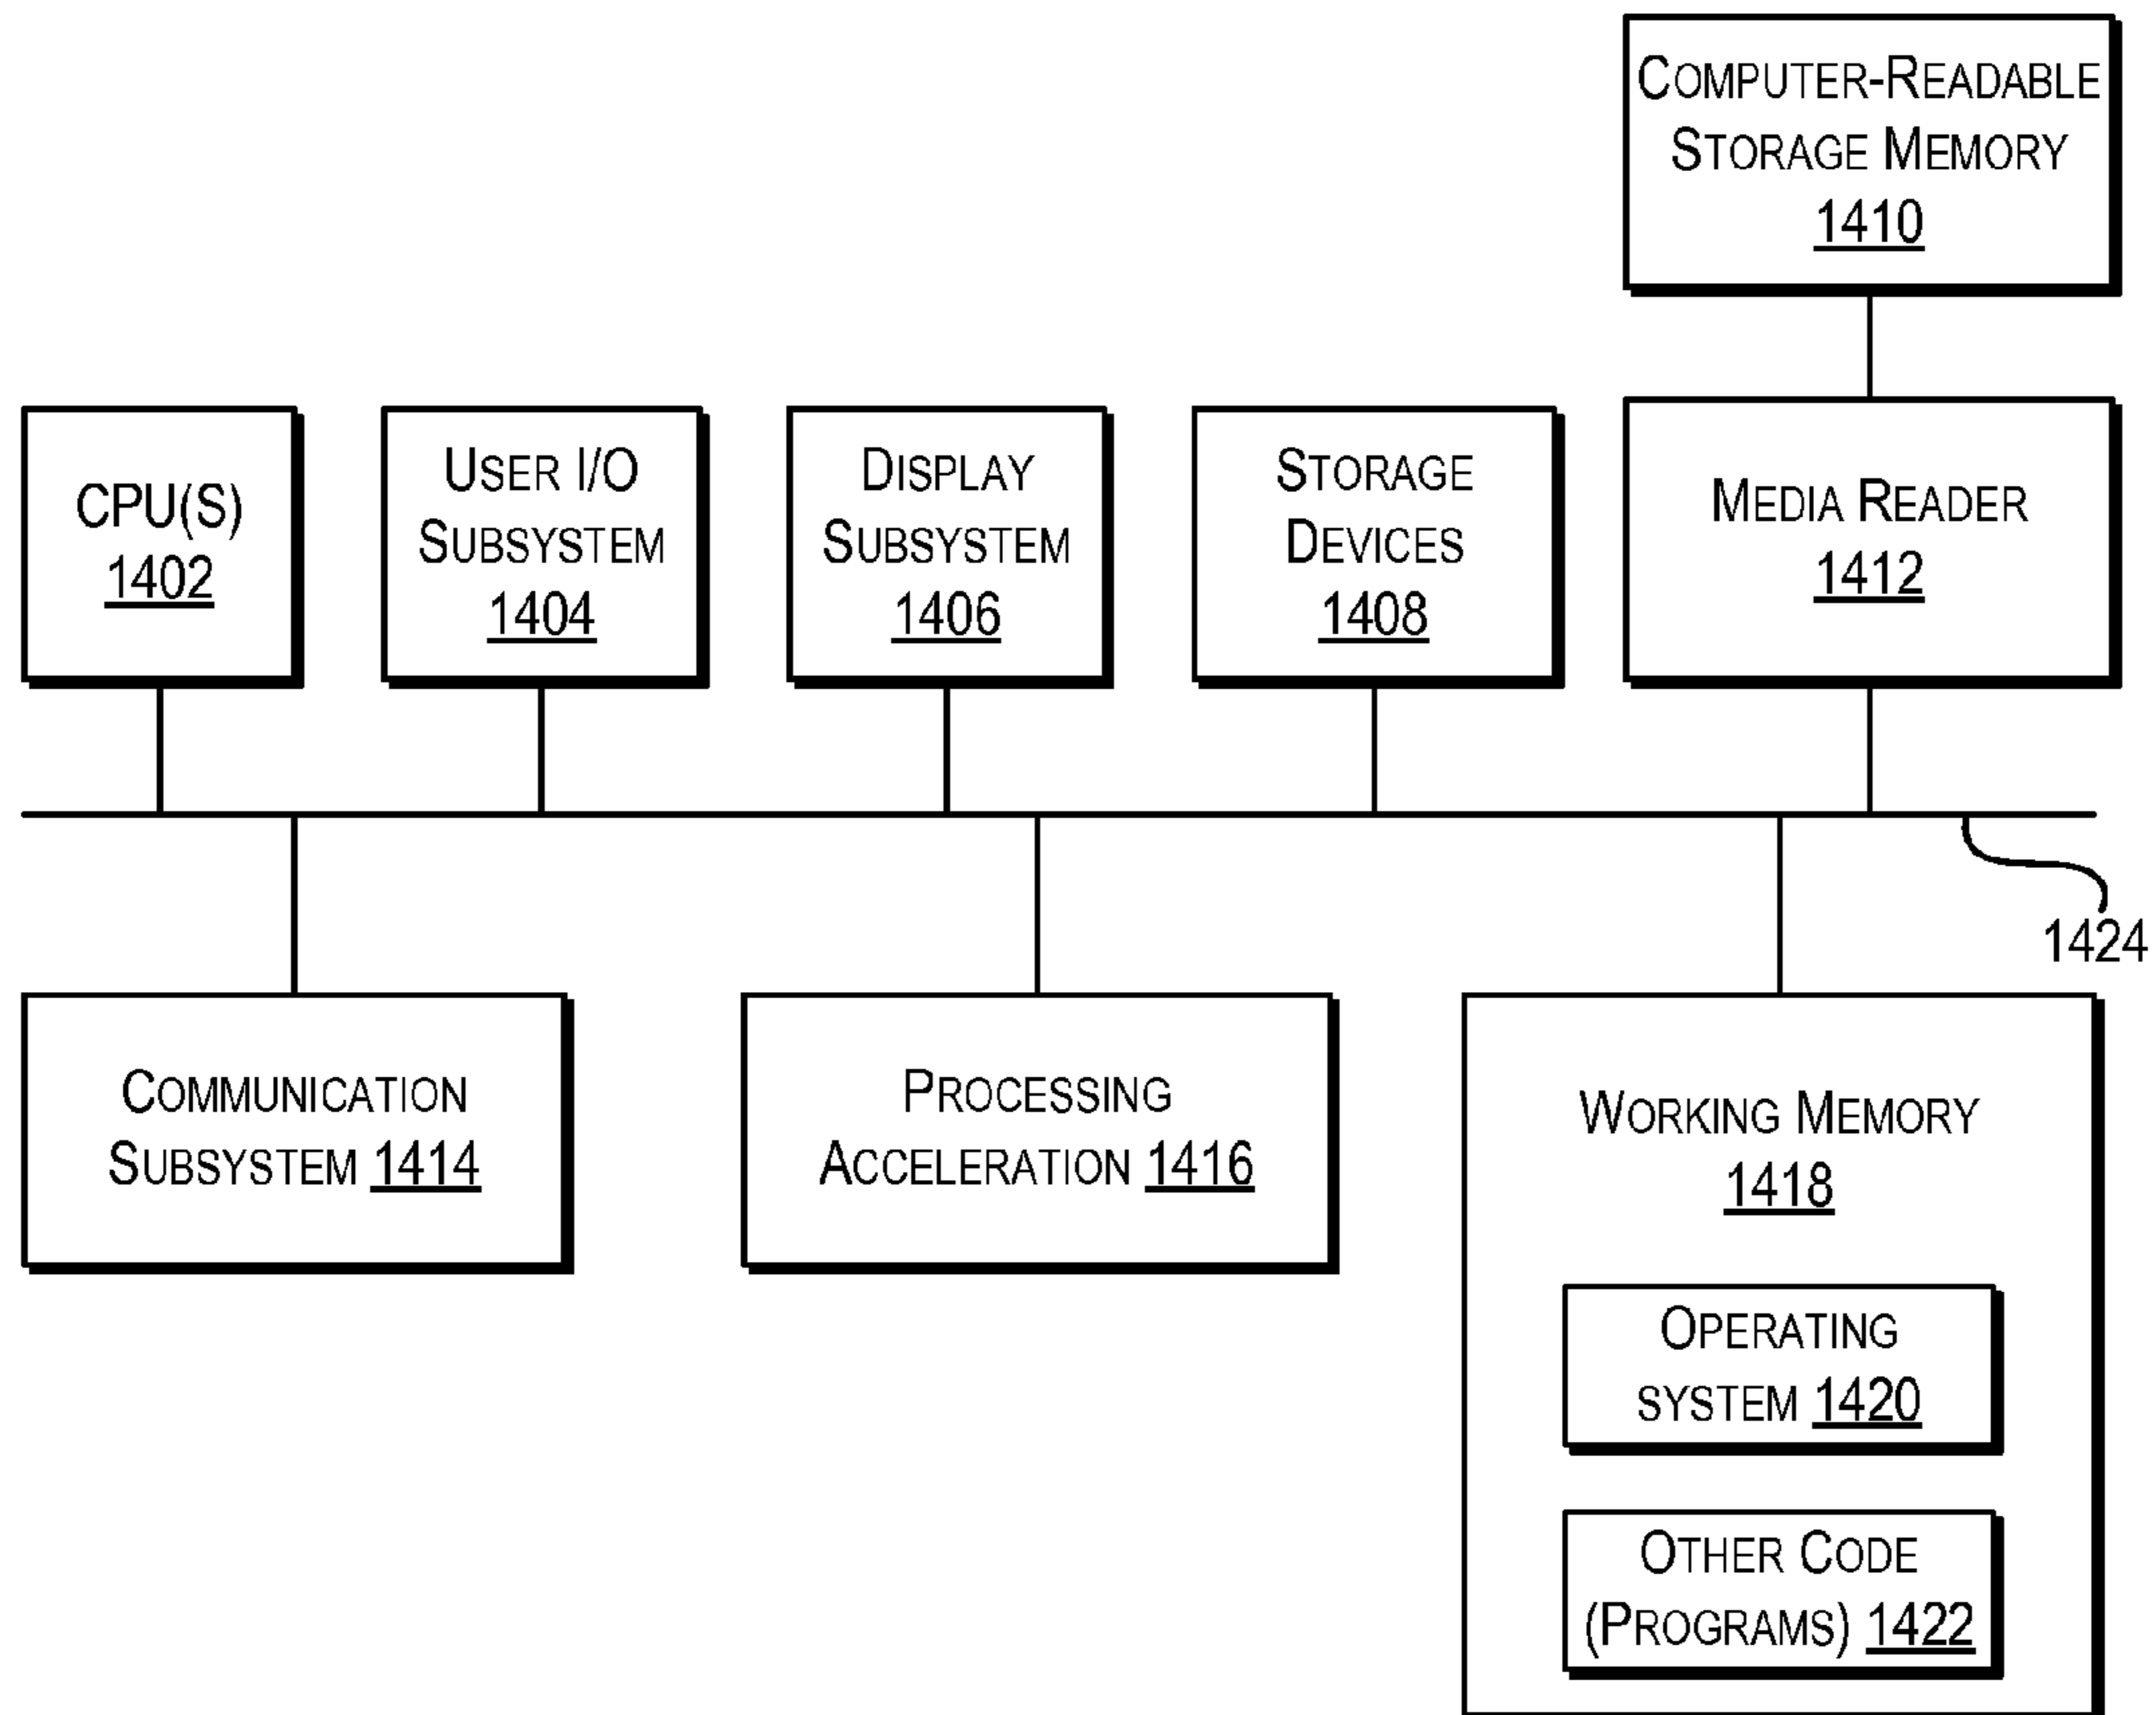 COMPUTER-READABLE
STORAGE MEMORY
1410
CPU(S)
1402
USER I/O
SUBSYSTEM
1404
DISPLAY
SUBSYSTEM
1406
STORAGE
DEVICES
1408
MEDIA READER
1412
1424
COMMUNICATION
SUBSYSTEM 1414
PROCESSING
ACCELERATION 1416
WORKING MEMORY
1418
OPERATING
SYSTEM 1420
OTHER CODE
(PROGRAMS) 1422